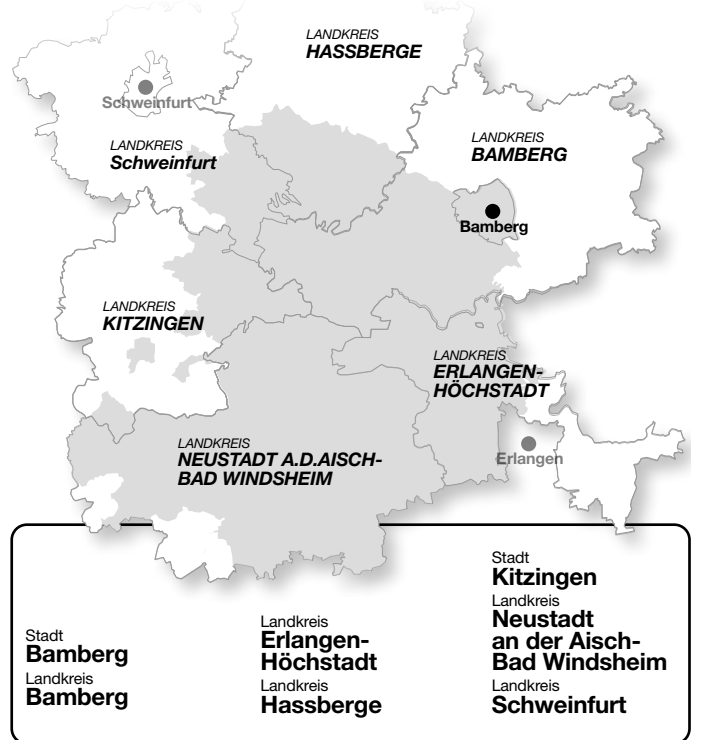 LANDKREIS
HASSBERGE
Schweinfurt
LANDKREIS
Schweinfurt
LANDKREIS
BAMBERG
Bamberg
LANDKREIS
KITZINGEN
LANDKREIS
ERLANGEN-
HÖCHSTADT
LANDKREIS
NEUSTADT A.D.AISCH-
BAD WINDSHEIM
Erlangen
Stadt
Bamberg
Landkreis
Bamberg
Landkreis
Erlangen-
Höchstadt
Landkreis
Hassberge
Stadt
Kitzingen
Landkreis
Neustadt
an der Aisch-
Bad Windsheim
Landkreis
Schweinfurt